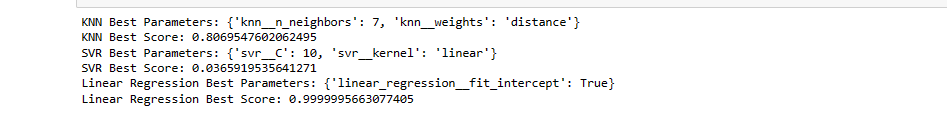 KNN Best Parameters: {'knn__n_neighbors': 7, 'knn__weights': 'distance'}
KNN Best Score: 0.8069547602062495
SVR Best Parameters: {'svr__C': 10, 'svr__kernel': 'linear'}
SVR Best Score: 0.0365919535641271
Linear Regression Best Parameters: {'linear_regression__fit_intercept': True}
Linear Regression Best Score: 0.9999995663077405